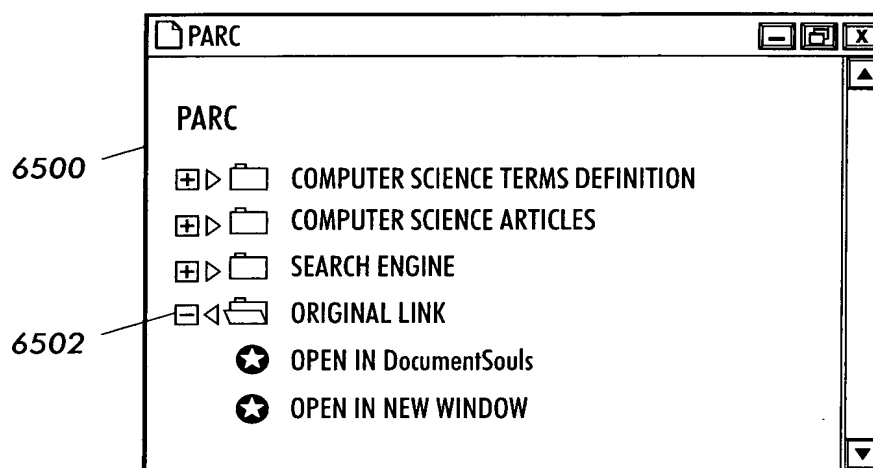 PARC
X
PARC
6500
COMPUTER SCIENCE TERMS DEFINITION
COMPUTER SCIENCE ARTICLES
SEARCH ENGINE
ORIGINAL LINK
6502
OPEN IN DocumentSouls
OPEN IN NEW WINDOW